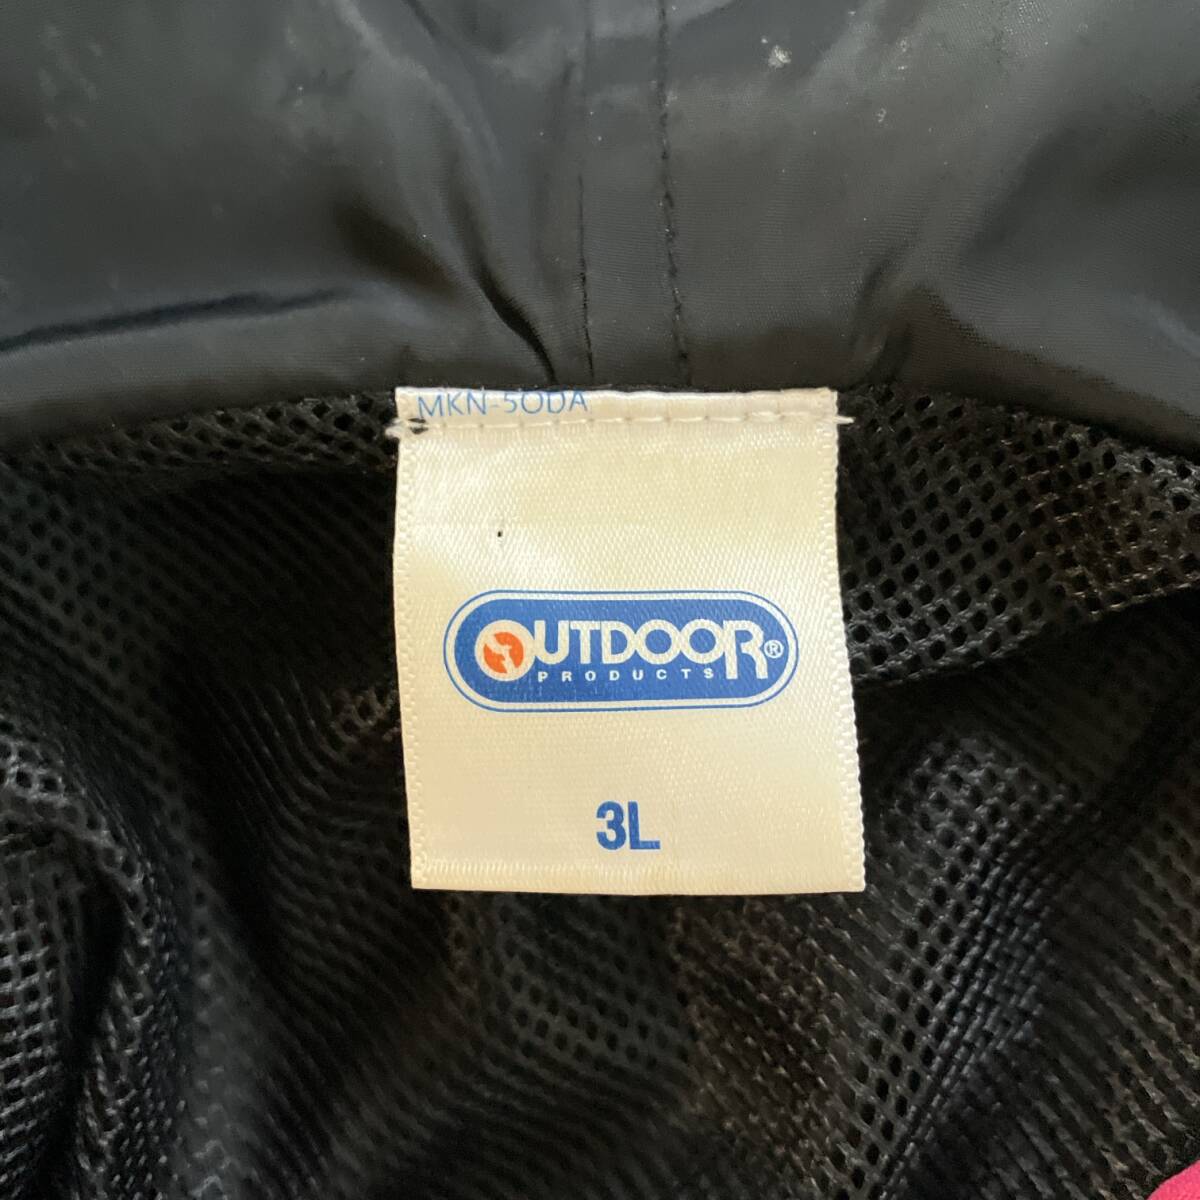 MKN-5ODA
OUTDOOR®
PRODUCTS
3L